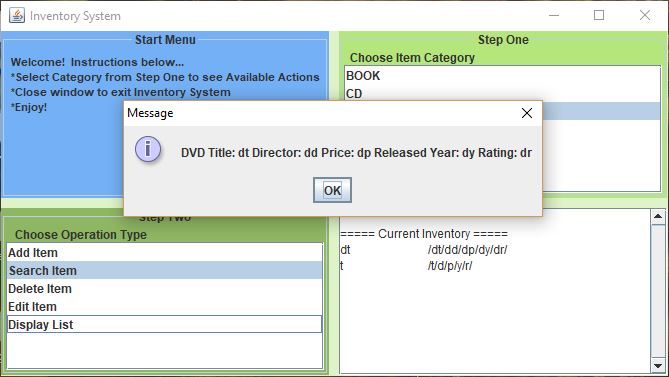 Inventory System
Start Menu
Welcome! Instructions below...
*Select Category from Step One to see Available Actions
*Close window to exit Inventory System
*Enjoy!
Step One
Choose Item Category
BOOK
CD
Message
DVD Title: dt Director: dd Price: dp Released Year: dy Rating: dr
OK
Step Two
Choose Operation Type
Add Item
Search Item
Delete Item
Edit Item
Display List
===== Current Inventory =====
dt /dt/dd/dp/dy/dr/
t /t/d/p/y/r/